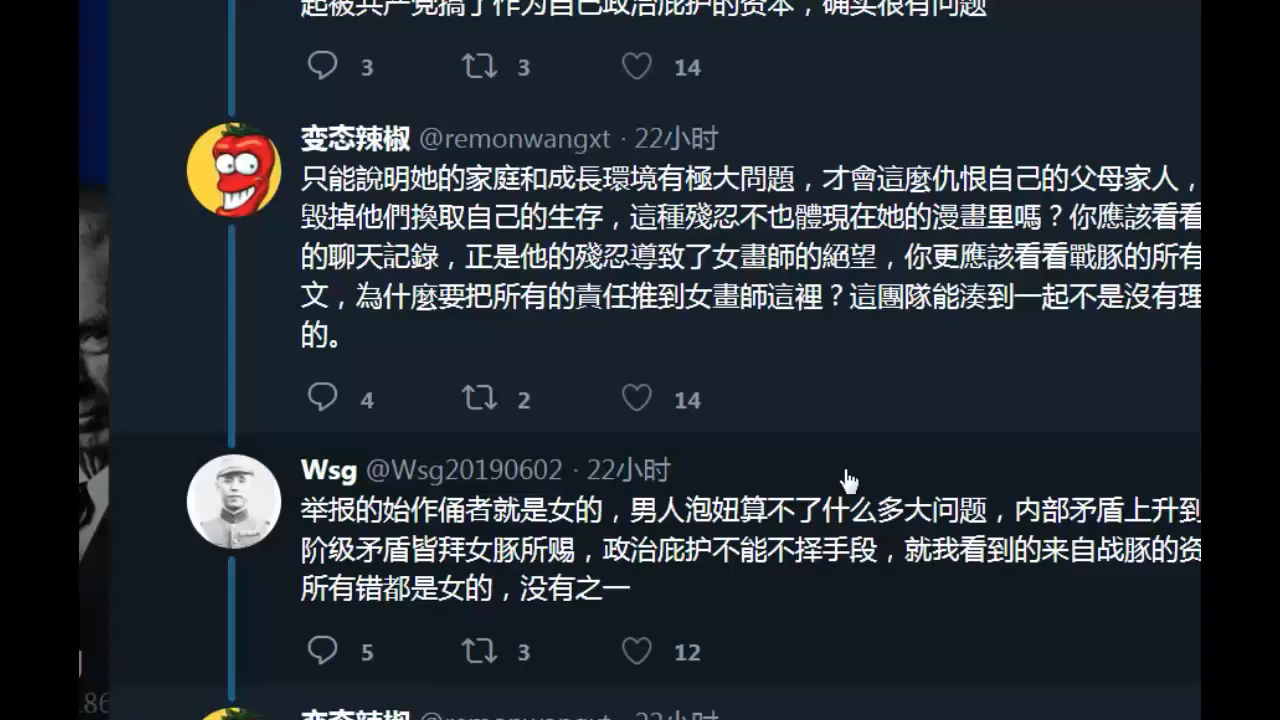 起被共产党搞了作为自己政治庇护的资本，确实很有问题
3 3 14
变态辣椒 @remonwangxt · 22小时
只能說明她的家庭和成長環境有極大問題，才會這麼仇恨自己的父母家人，
毀掉他們換取自己的生存，這種殘忍不也體現在她的漫畫里嗎？你應該看看
的聊天記錄，正是他的殘忍導致了女畫師的絕望，你更應該看看戰豚的所有
文，為什麼要把所有的責任推到女畫師這裡？這團隊能湊到一起不是沒有理
的。
4 2 14
Wsg @Wsg20190602 · 22小时
举报的始作俑者就是女的，男人泡妞算不了什么多大问题，内部矛盾上升到
阶级矛盾皆拜女豚所赐，政治庇护不能不择手段，就我看到的来自战豚的资
所有错都是女的，没有之一
5 3 12
变态辣椒 @remonwangxt · 22小时